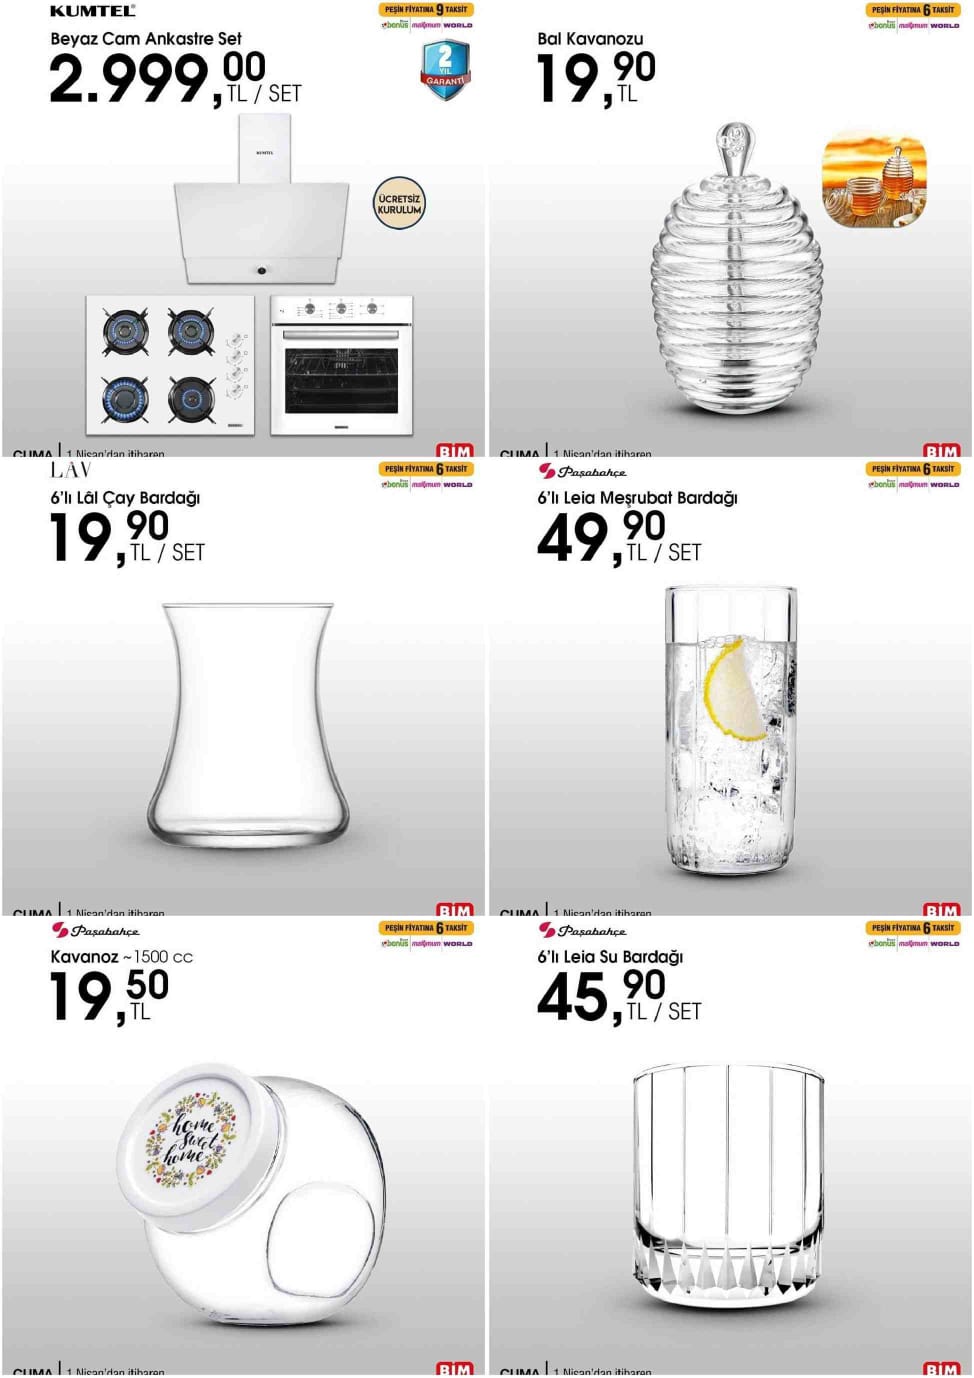 KUMTEL
PEŞİN FİYATINA 9 TAKSİT
bonus maximum WORLD
Beyaz Cam Ankastre Set
2.999,00 TL / SET
2 YIL GARANTİ
KUMTEL
ÜCRETSİZ KURULUM
CUMA | 1 Nisan'dan itibaren
BİM
PEŞİN FİYATINA 6 TAKSİT
bonus maximum WORLD
Bal Kavanozu
19,90 TL
CUMA | 1 Nisan'dan itibaren
BİM
LAV
PEŞİN FİYATINA 6 TAKSİT
bonus maximum WORLD
6'lı Lâl Çay Bardağı
19,90 TL / SET
CUMA | 1 Nisan'dan itibaren
BİM
Paşabahçe
PEŞİN FİYATINA 6 TAKSİT
bonus maximum WORLD
6'lı Leia Meşrubat Bardağı
49,90 TL / SET
CUMA | 1 Nisan'dan itibaren
BİM
Paşabahçe
PEŞİN FİYATINA 6 TAKSİT
bonus maximum WORLD
Kavanoz ~1500 cc
19,50 TL
home
sweet
home
CUMA | 1 Nisan'dan itibaren
BİM
Paşabahçe
PEŞİN FİYATINA 6 TAKSİT
bonus maximum WORLD
6'lı Leia Su Bardağı
45,90 TL / SET
CUMA | 1 Nisan'dan itibaren
BİM